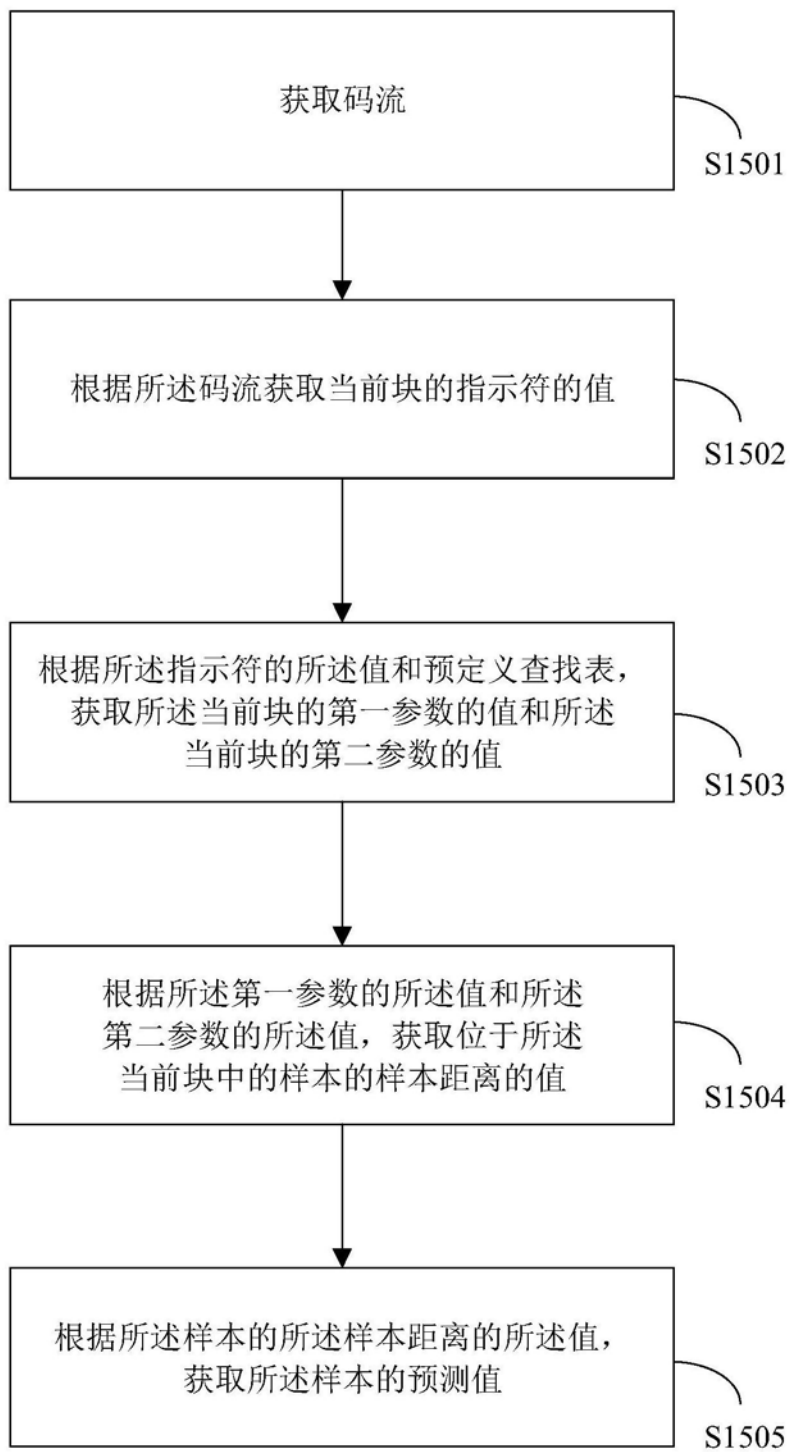 获取码流
S1501
根据所述码流获取当前块的指示符的值
S1502
根据所述指示符的所述值和预定义查找表，
获取所述当前块的第一参数的值和所述
当前块的第二参数的值
S1503
根据所述第一参数的所述值和所述
第二参数的所述值，获取位于所述
当前块中的样本的样本距离的值
S1504
根据所述样本的所述样本距离的所述值，
获取所述样本的预测值
S1505